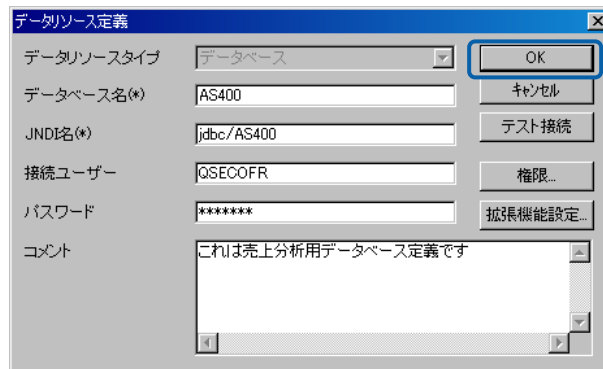 データリソース定義
データリソースタイプ データベース OK
データベース名(*) AS400 キャンセル
JNDI名(*) jdbc/AS400 テスト接続
接続ユーザー QSECOFR 権限...
パスワード ******* 拡張機能設定...
コメント これは売上分析用データベース定義です